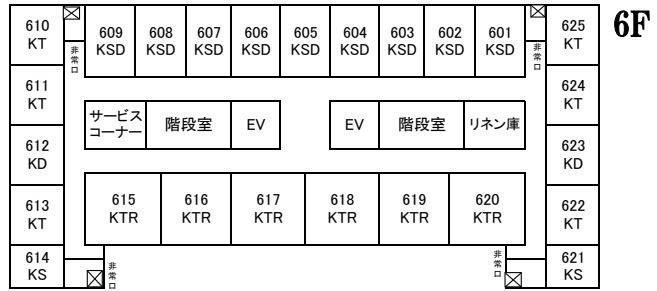 6F
610
KT
非常口
609
KSD
608
KSD
607
KSD
606
KSD
605
KSD
604
KSD
603
KSD
602
KSD
601
KSD
非常口
625
KT
611
KT
624
KT
サービス
コーナー
階段室
EV
EV
階段室
リネン庫
612
KD
623
KD
613
KT
615
KTR
616
KTR
617
KTR
618
KTR
619
KTR
620
KTR
622
KT
614
KS
非常口
非常口
621
KS